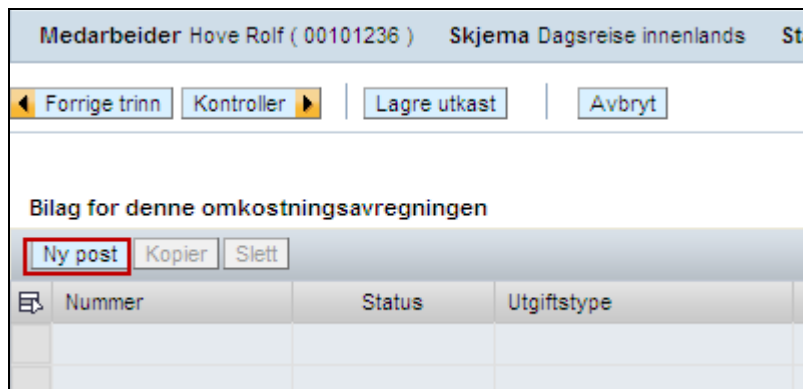 Medarbeider Hove Rolf ( 00101236 ) Skjema Dagsreise innenlands St
Forrige trinn Kontroller Lagre utkast Avbryt
Bilag for denne omkostningsavregningen
Ny post Kopier Slett
Nummer Status Utgiftstype